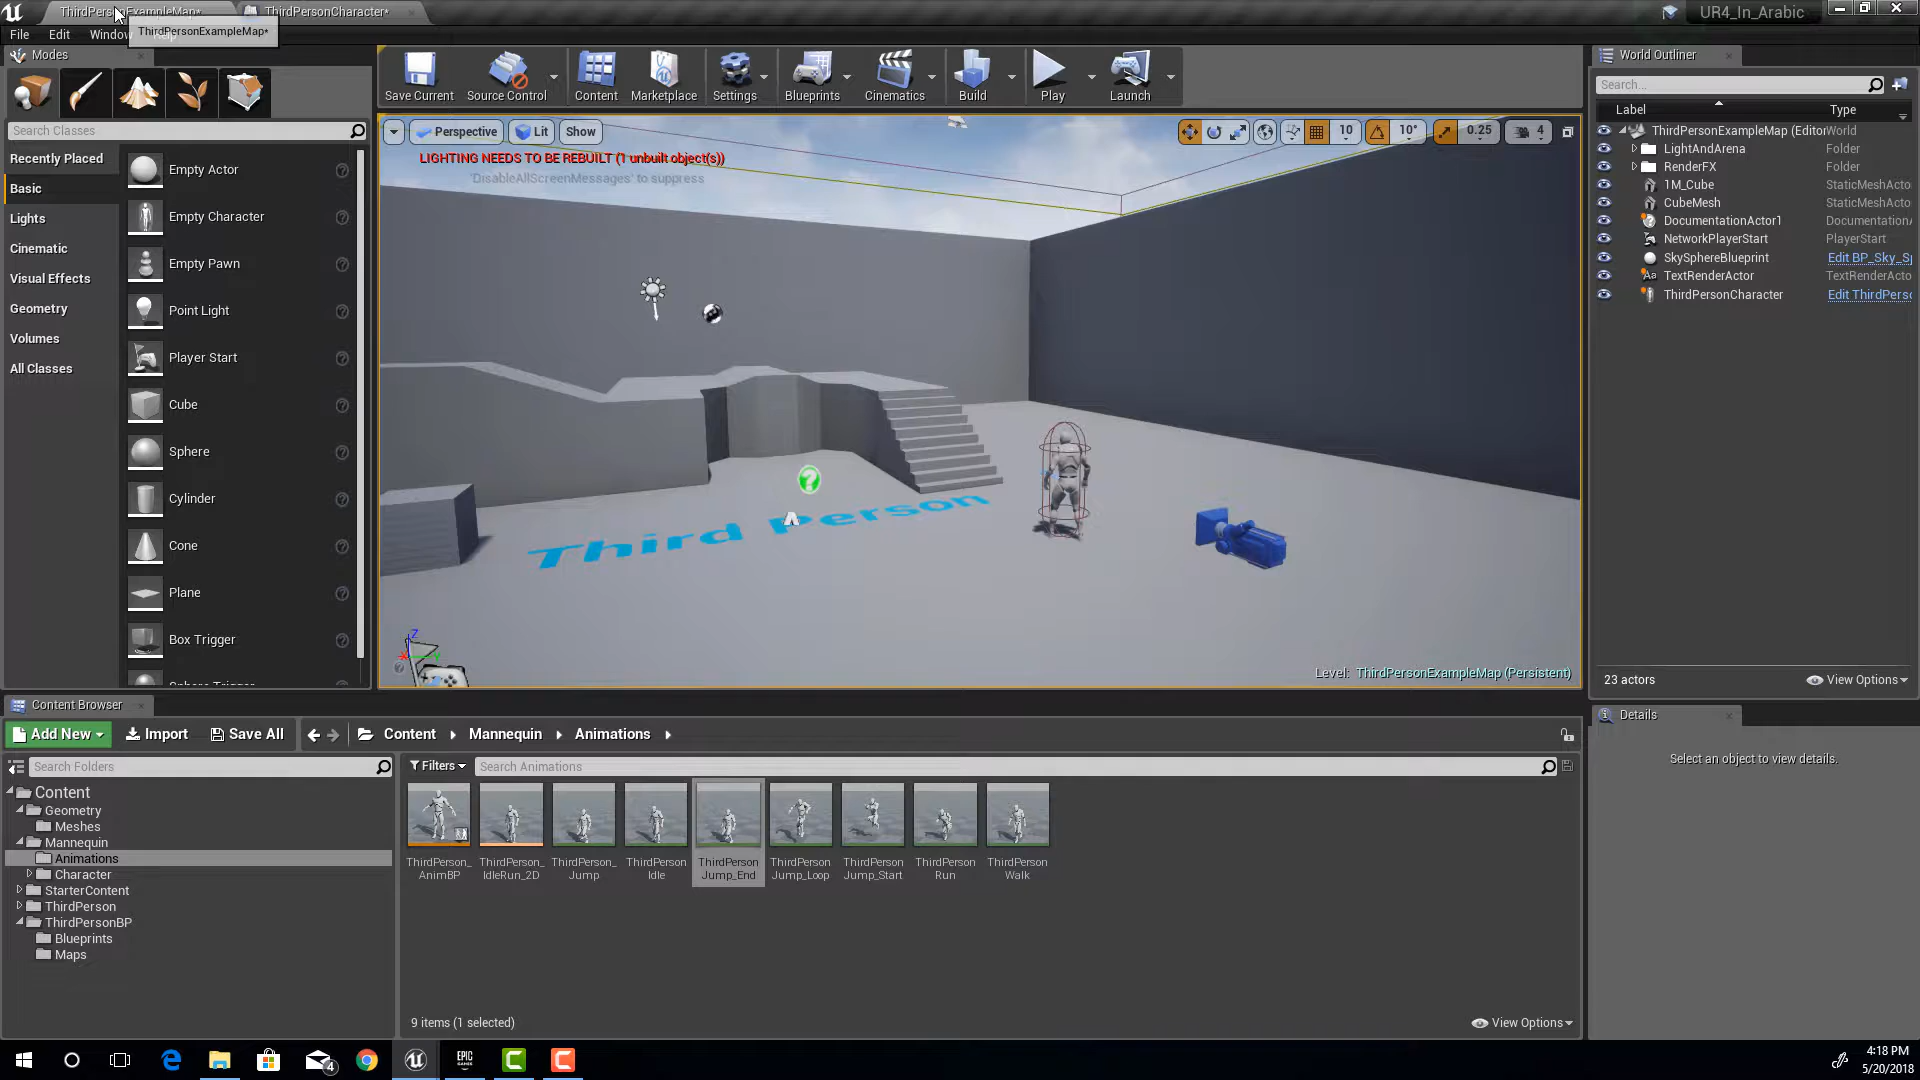 ThirdPersonExampleMap*
ThirdPersonCharacter*
UR4_In_Arabic
File
Edit
Window
ThirdPersonExampleMap*
Modes
Search Classes
Recently Placed
Basic
Lights
Cinematic
Visual Effects
Geometry
Volumes
All Classes
Empty Actor
Empty Character
Empty Pawn
Point Light
Player Start
Cube
Sphere
Cylinder
Cone
Plane
Box Trigger
Sphere Trigger
Save Current
Source Control
Content
Marketplace
Settings
Blueprints
Cinematics
Build
Play
Launch
Perspective
Lit
Show
10
10°
0.25
4
LIGHTING NEEDS TO BE REBUILT (1 unbuilt object(s))
'DisableAllScreenMessages' to suppress
Third Person
Z
Level: ThirdPersonExampleMap (Persistent)
World Outliner
Search...
Label
Type
ThirdPersonExampleMap (Editor World
LightAndArena Folder
RenderFX Folder
1M_Cube StaticMeshActo
CubeMesh StaticMeshActo
DocumentationActor1 Documentation
NetworkPlayerStart PlayerStart
SkySphereBlueprint Edit BP_Sky_S
TextRenderActor TextRenderActo
ThirdPersonCharacter Edit ThirdPers
23 actors
View Options
Details
Select an object to view details.
Content Browser
Add New
Import
Save All
Content
Mannequin
Animations
Search Folders
Filters
Search Animations
Content
Geometry
Meshes
Mannequin
Animations
Character
StarterContent
ThirdPerson
ThirdPersonBP
Blueprints
Maps
ThirdPerson_
AnimBP
ThirdPerson_
IdleRun_2D
ThirdPerson_
Jump
ThirdPerson
Idle
ThirdPerson
Jump_End
ThirdPerson
Jump_Loop
ThirdPerson
Jump_Start
ThirdPerson
Run
ThirdPerson
Walk
9 items (1 selected)
View Options
4
EPIC
GAMES
4:18 PM
5/20/2018